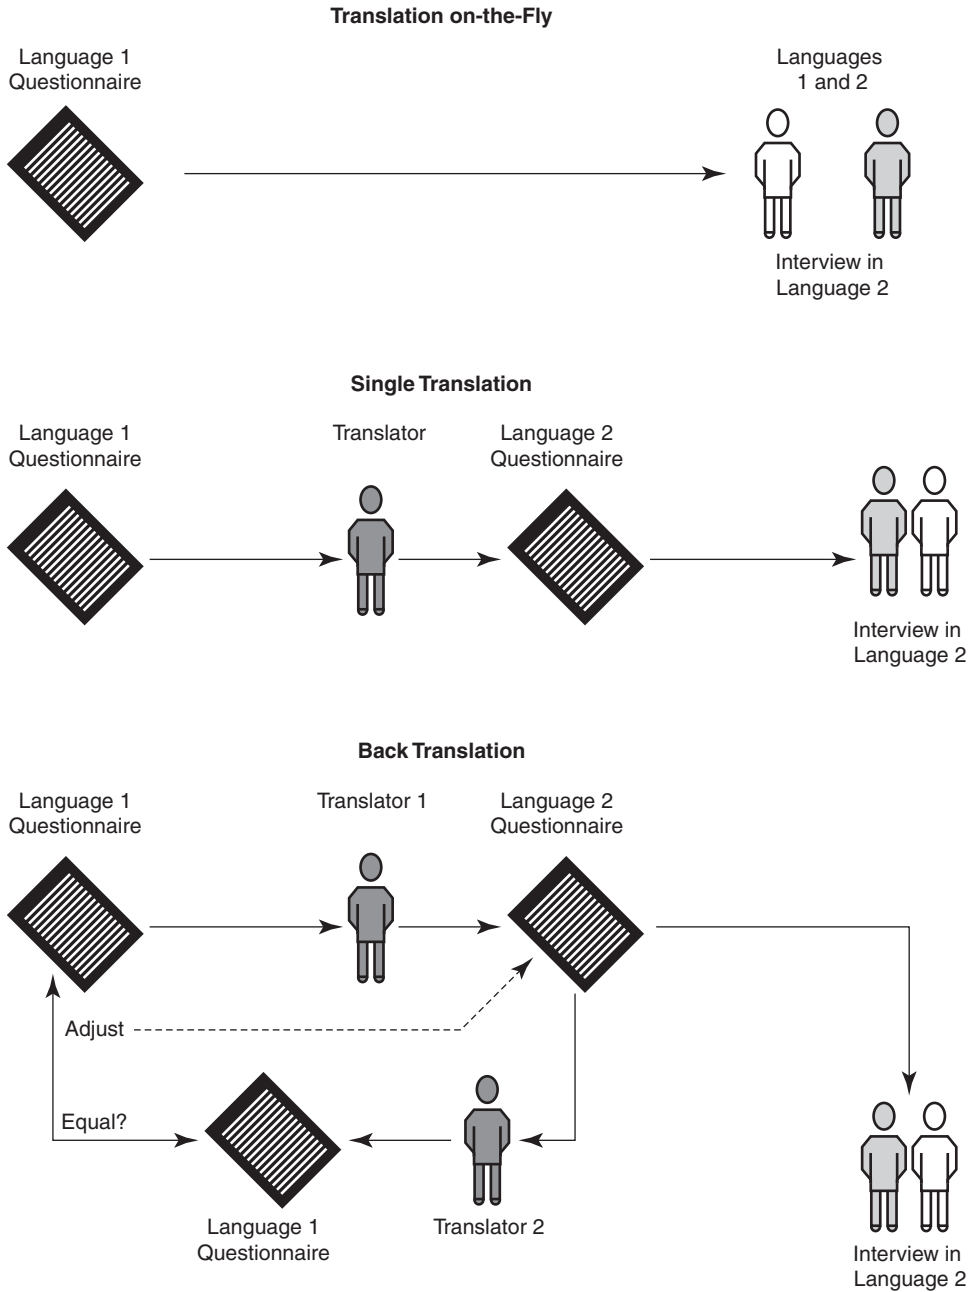 Translation on-the-Fly
Language 1
Questionnaire
Languages
1 and 2
Interview in
Language 2
Single Translation
Language 1
Questionnaire
Translator
Language 2
Questionnaire
Interview in
Language 2
Back Translation
Language 1
Questionnaire
Translator 1
Language 2
Questionnaire
Adjust
Equal?
Language 1
Questionnaire
Translator 2
Interview in
Language 2